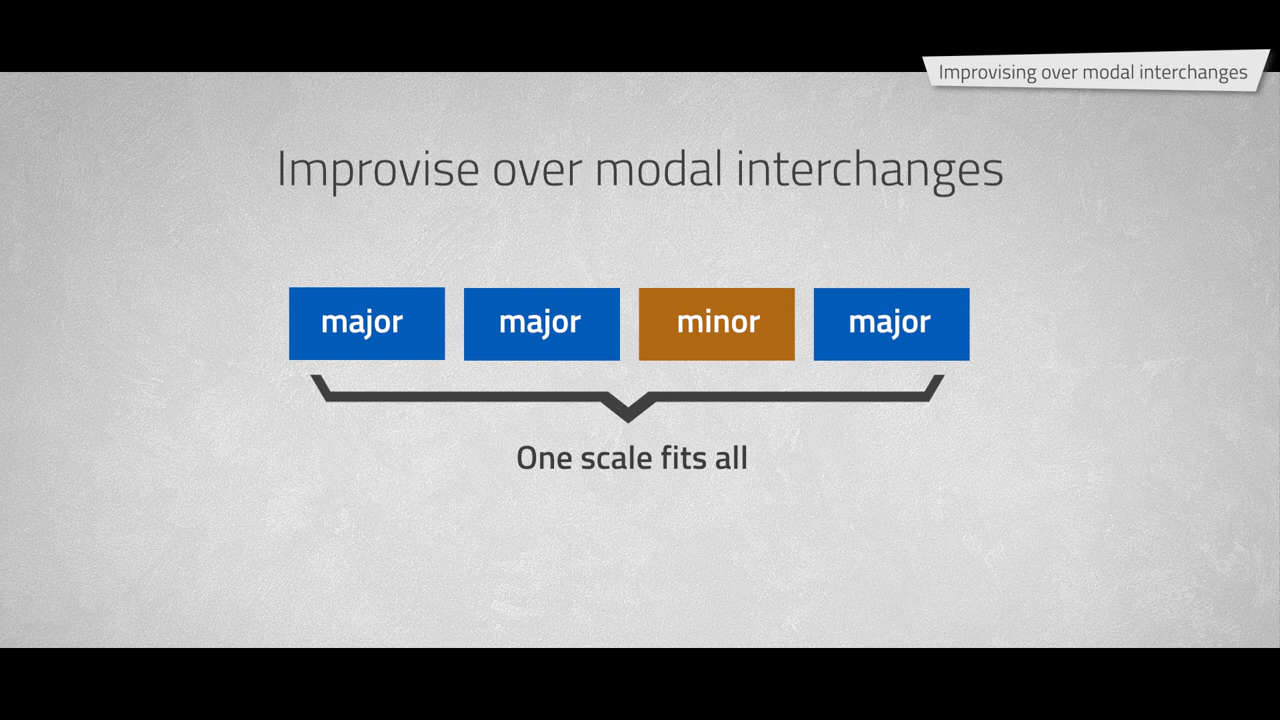 Improvising over modal interchanges
Improvise over modal interchanges
major major minor major
One scale fits all